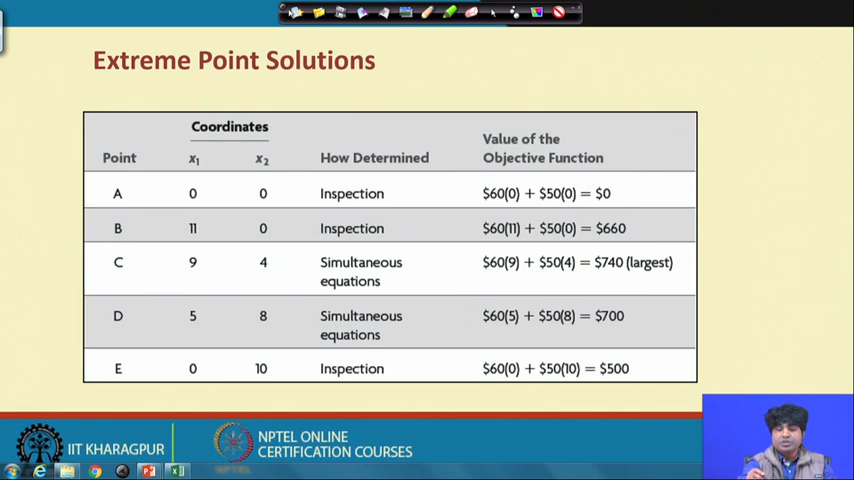 Extreme Point Solutions
Coordinates
Value of the
Point x₁ x₂ How Determined Objective Function
A 0 0 Inspection $60(0) + $50(0) = $0
B 11 0 Inspection $60(11) + $50(0) = $660
C 9 4 Simultaneous $60(9) + $50(4) = $740 (largest)
equations
D 5 8 Simultaneous $60(5) + $50(8) = $700
equations
E 0 10 Inspection $60(0) + $50(10) = $500
IIT KHARAGPUR
NPTEL ONLINE
CERTIFICATION COURSES
NPTEL